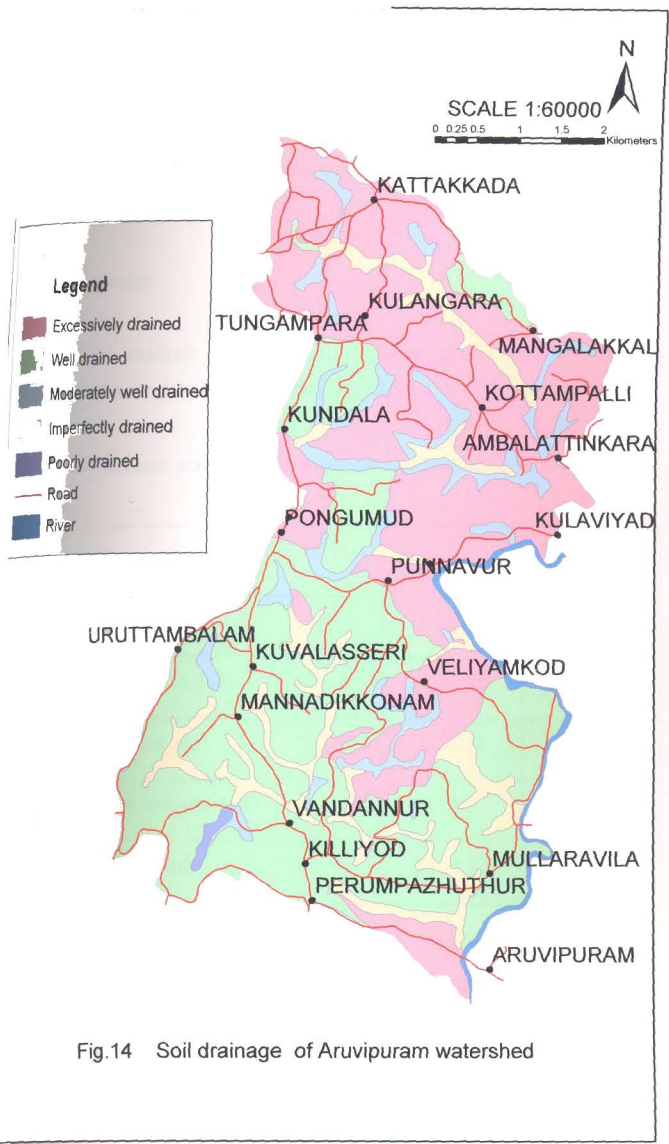 N
SCALE 1:60000
0 0.25 0.5 1 1.5 2
Kilometers
KATTAKKADA
Legend
Excessively drained
Well drained
Moderately well drained
Imperfectly drained
Poorly drained
Road
River
KULANGARA
TUNGAMPARA
MANGALAKKAL
KOTTAMPALLI
KUNDALA
AMBALATTINKARA
PONGUMUD
KULAVIYAD
PUNNAVUR
URUTTAMBALAM
KUVALASSERI
VELIYAMKOD
MANNADIKKONAM
VANDANNUR
KILLIYOD
MULLARAVILA
PERUMPAZHUTHUR
ARUVIPURAM
Fig.14 Soil drainage of Aruvipuram watershed